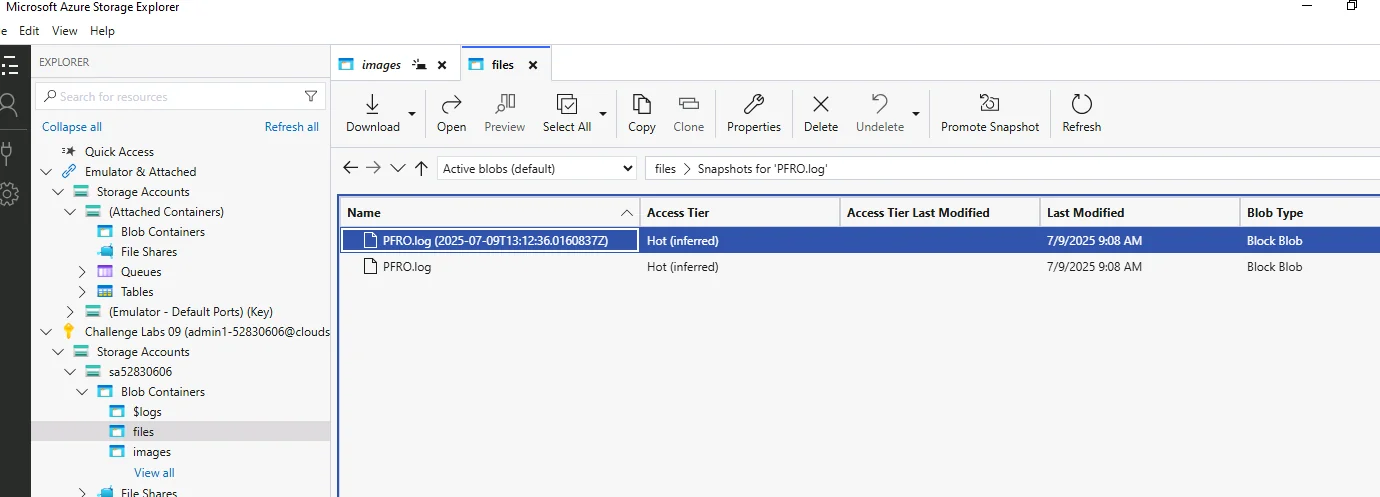 Microsoft Azure Storage Explorer
e Edit View Help
EXPLORER
Search for resources
Collapse all Refresh all
Quick Access
Emulator & Attached
Storage Accounts
(Attached Containers)
Blob Containers
File Shares
Queues
Tables
(Emulator - Default Ports) (Key)
Challenge Labs 09 (admin1-52830606@clouds
Storage Accounts
sa52830606
Blob Containers
$logs
files
images
View all
File Shares
images files
Download Open Preview Select All Copy Clone Properties Delete Undelete Promote Snapshot Refresh
Active blobs (default) files Snapshots for 'PFRO.log'
Name Access Tier Access Tier Last Modified Last Modified Blob Type
PFRO.log (2025-07-09T13:12:36.0160837Z) Hot (inferred) 7/9/2025 9:08 AM Block Blob
PFRO.log Hot (inferred) 7/9/2025 9:08 AM Block Blob